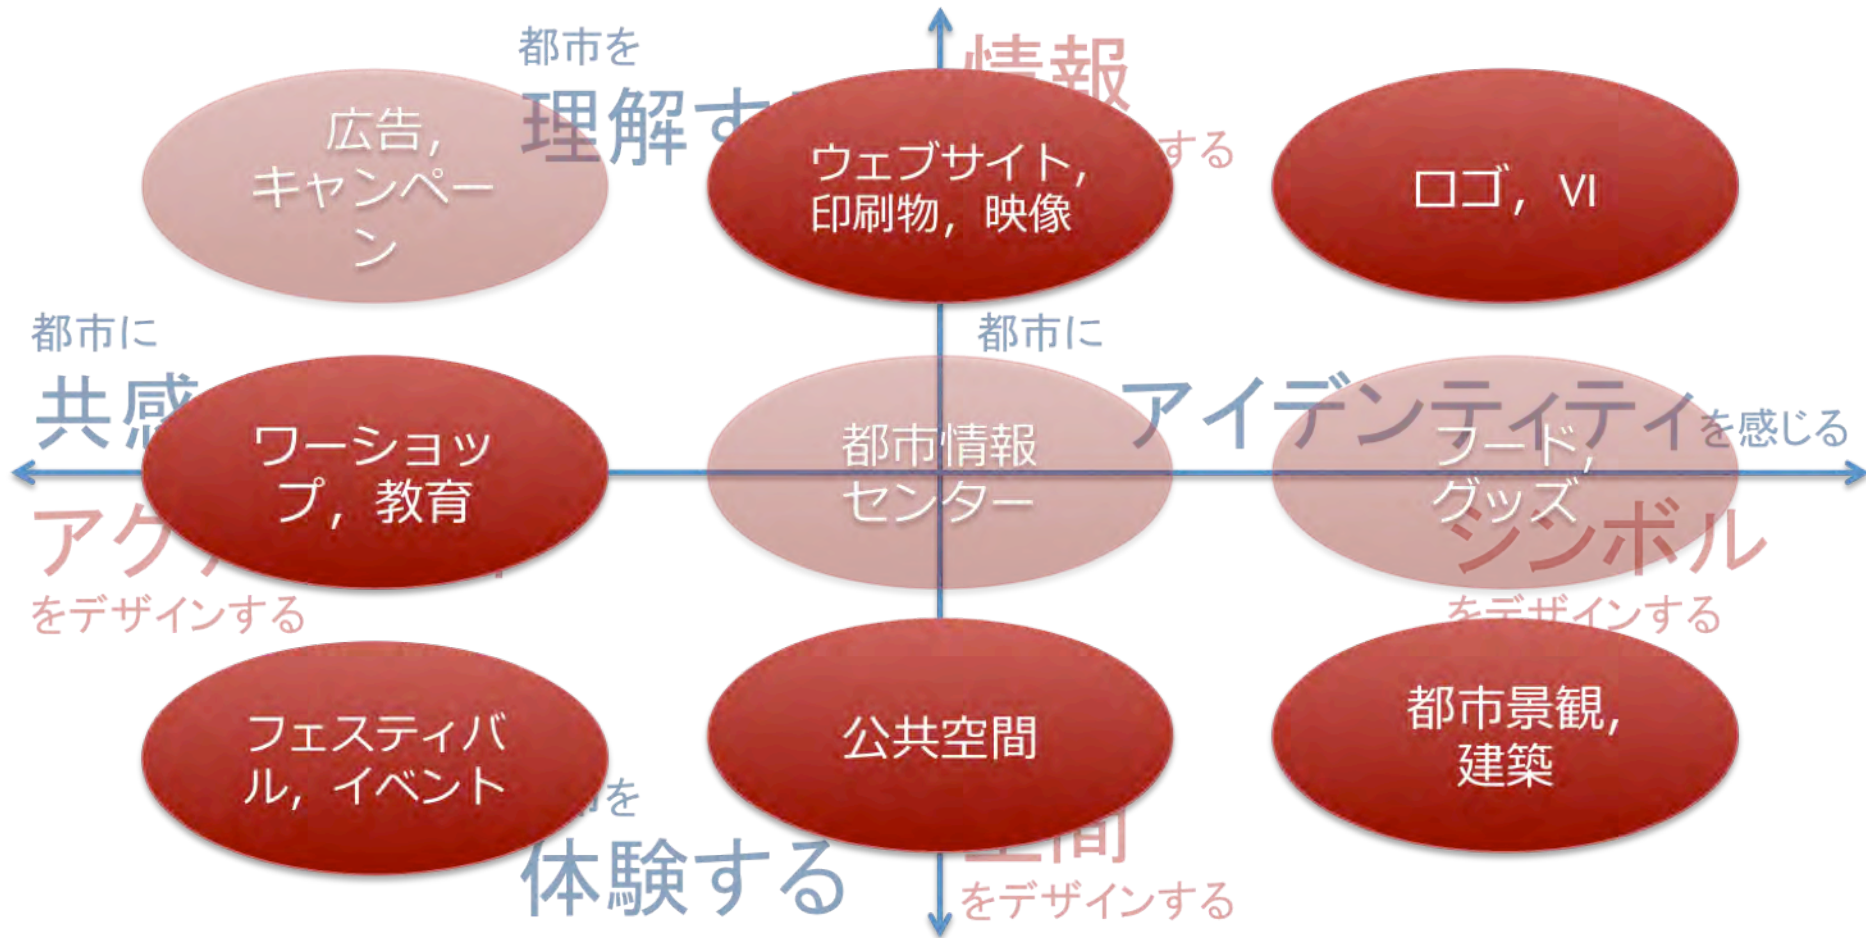 都市を
理解す
情報
する
広告,
キャンペー
ン
ウェブサイト,
印刷物, 映像
ロゴ, VI
都市に
共感
都市に
アイデンティティを感じる
ワーショッ
プ, 教育
都市情報
センター
フード,
グッズ
をデザインする
シンボル
をデザインする
フェスティバ
ル, イベント
公共空間
都市景観,
建築
を
体験する
空間
をデザインする